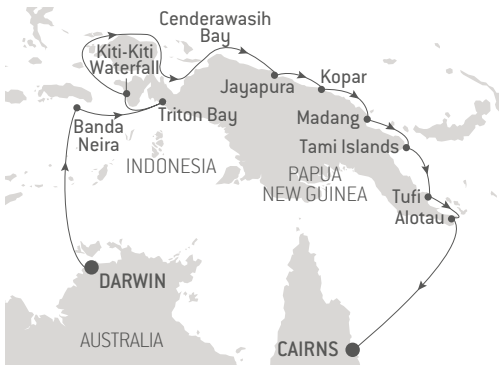 Cenderawasih
Bay
Kiti-Kiti
Waterfall
Jayapura
Kopar
Banda
Neira
Triton Bay
Madang
Tami Islands
INDONESIA
PAPUA
NEW GUINEA
Tufi
Alotau
DARWIN
AUSTRALIA
CAIRNS